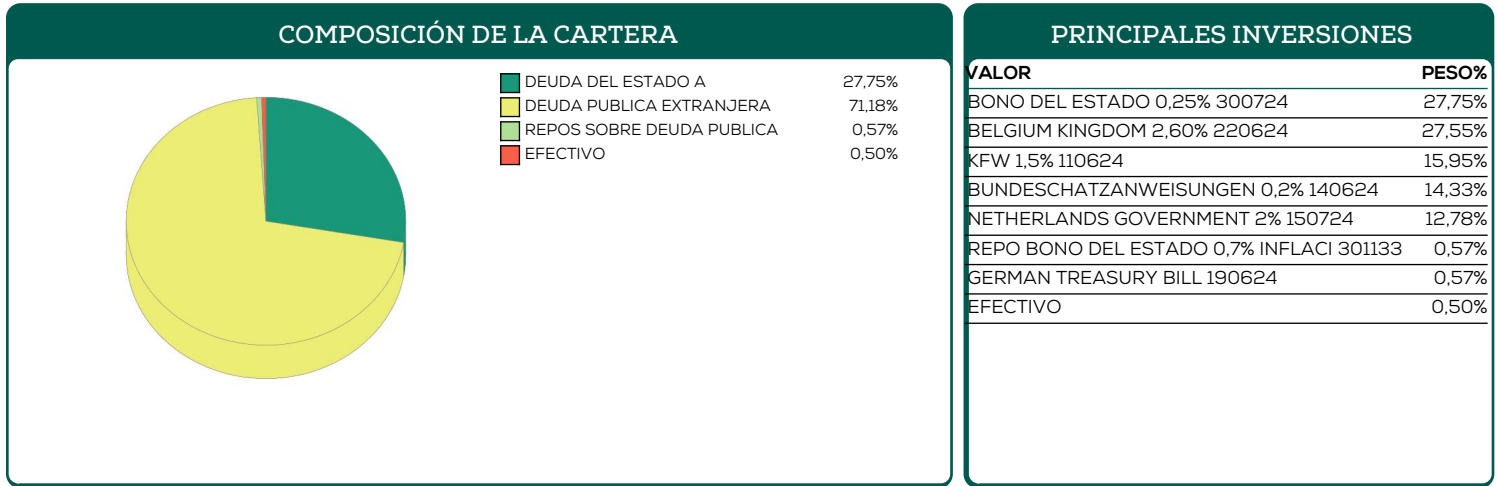 COMPOSICIÓN DE LA CARTERA
DEUDA DEL ESTADO A 27,75%
DEUDA PUBLICA EXTRANJERA 71,18%
REPOS SOBRE DEUDA PUBLICA 0,57%
EFECTIVO 0,50%
PRINCIPALES INVERSIONES
VALOR PESO%
BONO DEL ESTADO 0,25% 300724 27,75%
BELGIUM KINGDOM 2,60% 220624 27,55%
KFW 1,5% 110624 15,95%
BUNDESCHATZANWEISUNGEN 0,2% 140624 14,33%
NETHERLANDS GOVERNMENT 2% 150724 12,78%
REPO BONO DEL ESTADO 0,7% INFLACI 301133 0,57%
GERMAN TREASURY BILL 190624 0,57%
EFECTIVO 0,50%